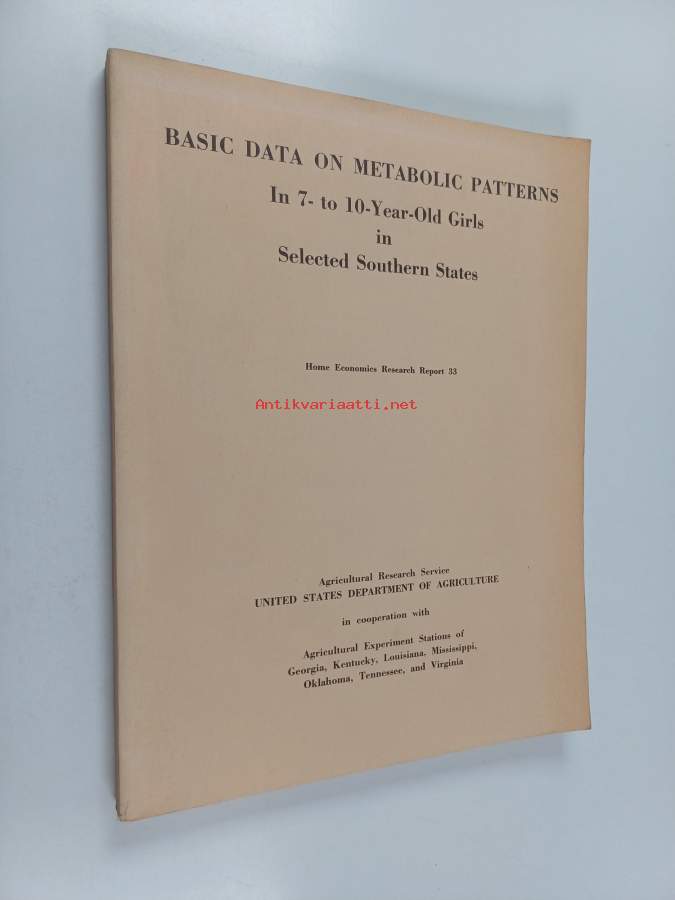 BASIC DATA ON METABOLIC PATTERNS
In 7- to 10-Year-Old Girls
in
Selected Southern States
Home Economics Research Report 33
Antikvariaatti.net
Agricultural Research Service
UNITED STATES DEPARTMENT OF AGRICULTURE
in cooperation with
Agricultural Experiment Stations of
Georgia, Kentucky, Louisiana, Mississippi,
Oklahoma, Tennessee, and Virginia